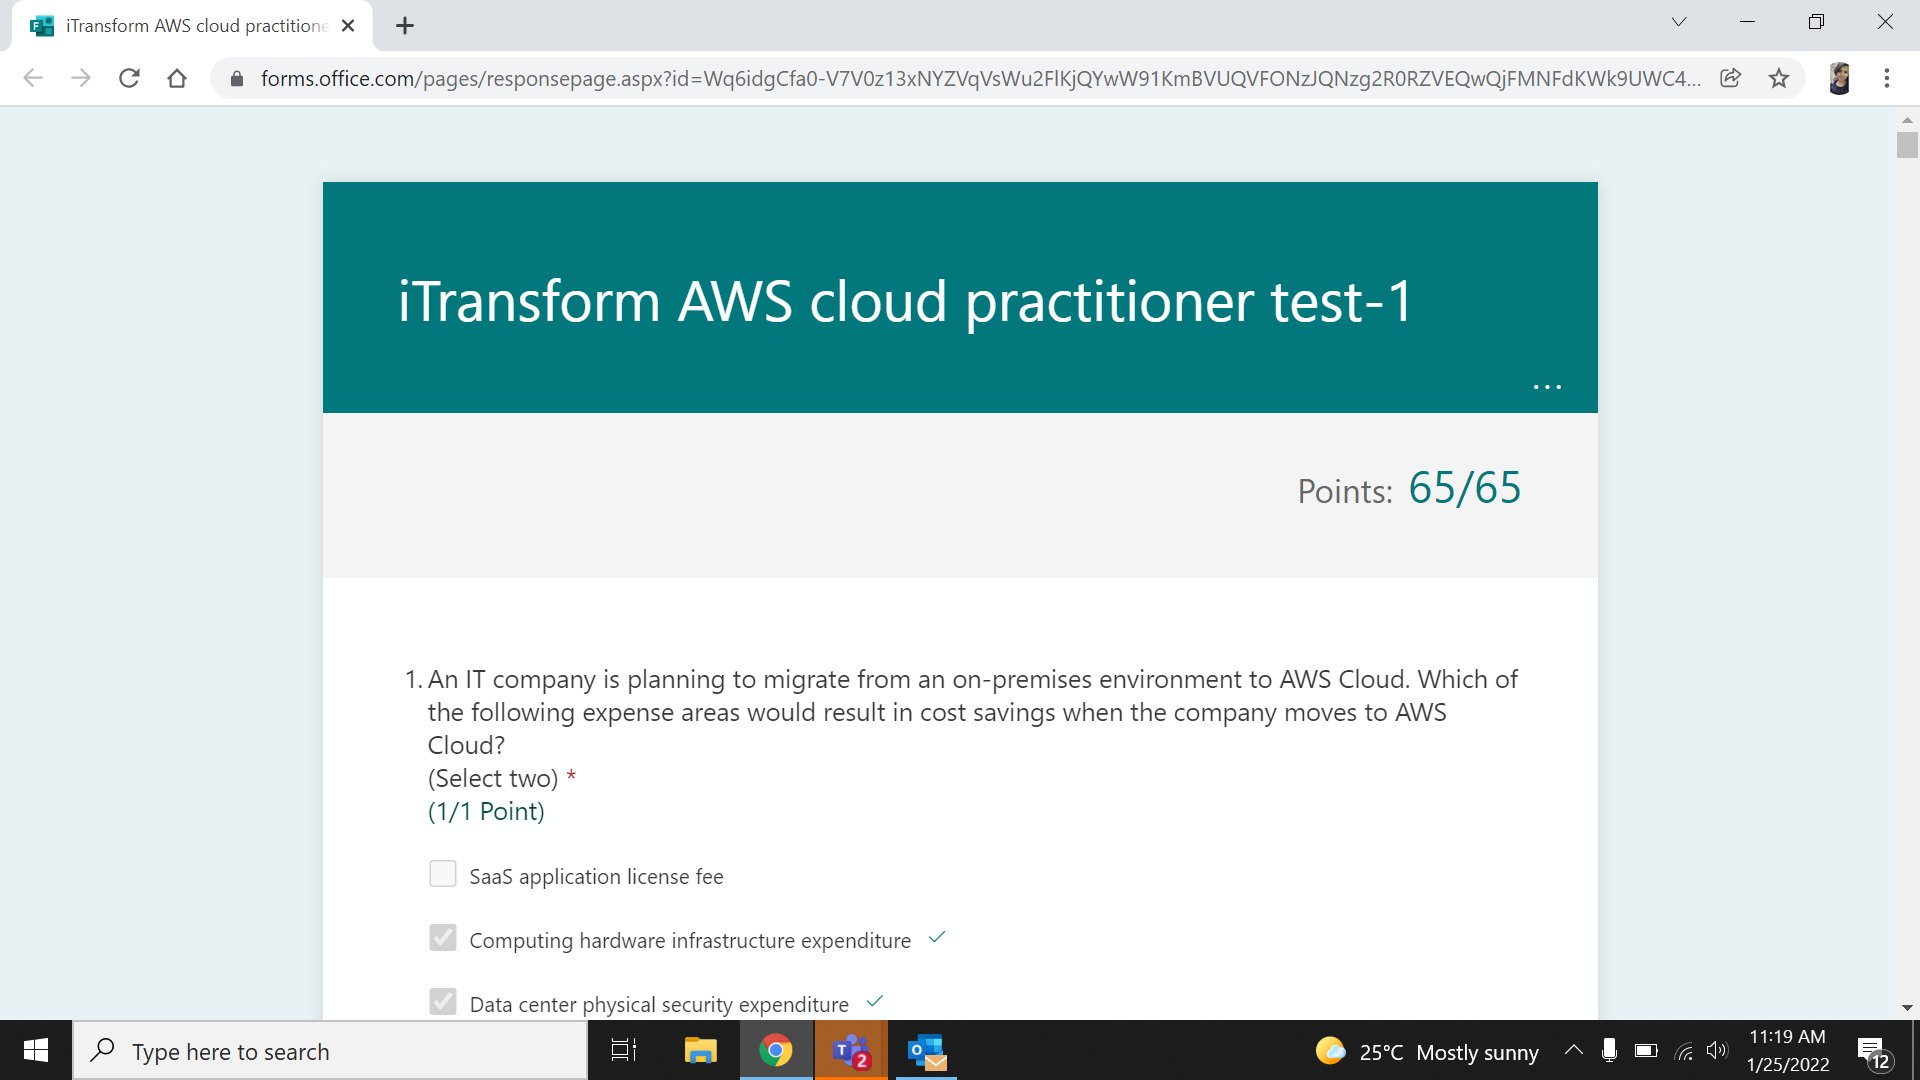 iTransform AWS cloud practitione
forms.office.com/pages/responsepage.aspx?id=Wq6idgCfa0-V7V0z13xNYZVqVsWu2FlKjQYwW91KmBVUQVFONzJQNzg2R0RZVEQwQjFMNFdKWk9UWC4...
iTransform AWS cloud practitioner test-1
...
Points: 65/65
1. An IT company is planning to migrate from an on-premises environment to AWS Cloud. Which of
the following expense areas would result in cost savings when the company moves to AWS
Cloud?
(Select two) *
(1/1 Point)
SaaS application license fee
Computing hardware infrastructure expenditure
Data center physical security expenditure
Type here to search
2
25°C Mostly sunny
11:19 AM
1/25/2022
12